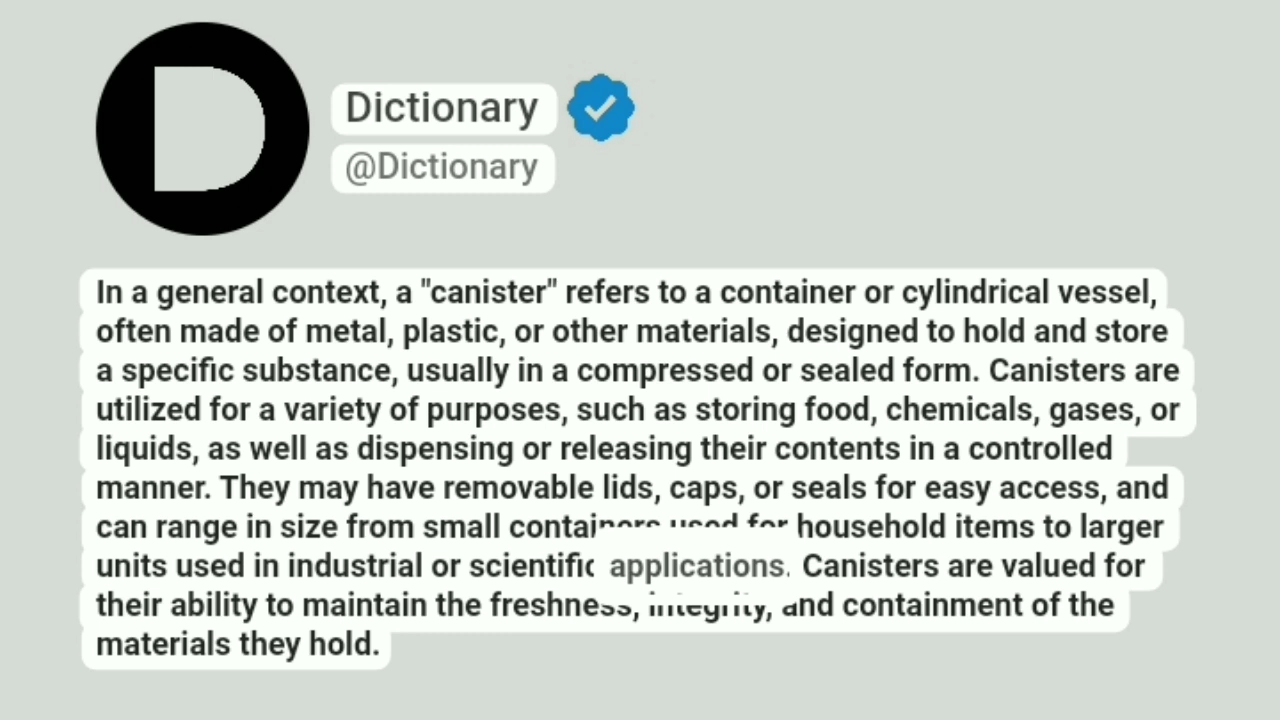 D
Dictionary
@Dictionary
In a general context, a "canister" refers to a container or cylindrical vessel,
often made of metal, plastic, or other materials, designed to hold and store
a specific substance, usually in a compressed or sealed form. Canisters are
utilized for a variety of purposes, such as storing food, chemicals, gases, or
liquids, as well as dispensing or releasing their contents in a controlled
manner. They may have removable lids, caps, or seals for easy access, and
can range in size from small containers used for household items to larger
units used in industrial or scientific applications. Canisters are valued for
their ability to maintain the freshness, integrity, and containment of the
materials they hold.